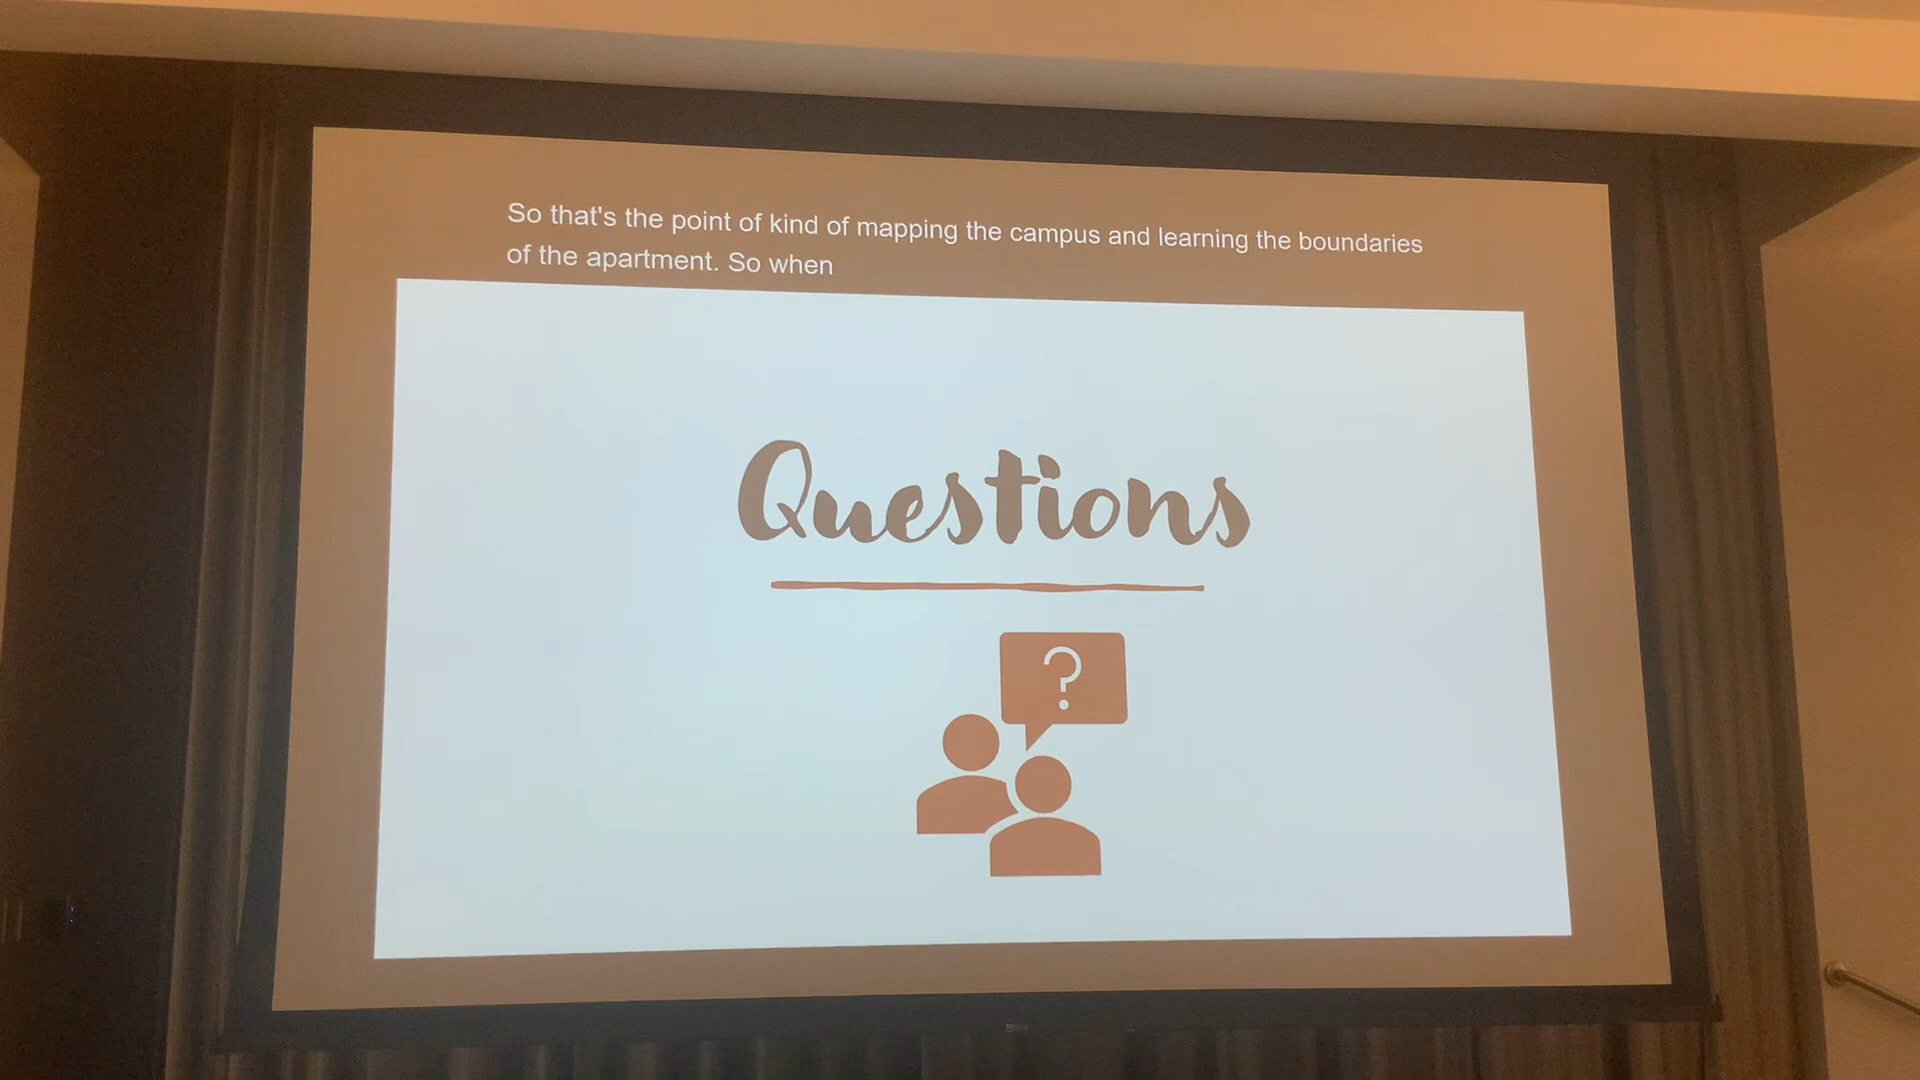 So that's the point of kind of mapping the campus and learning the boundaries
of the apartment. So when
Questions
?